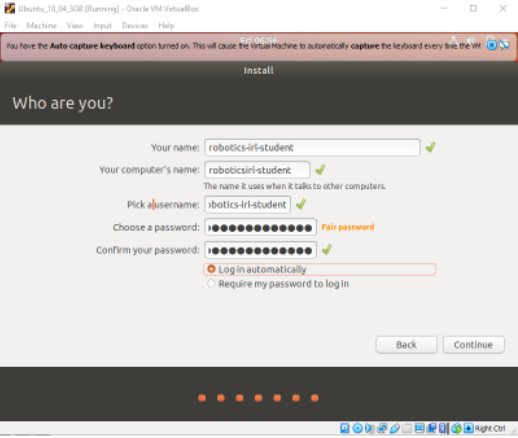 Ubuntu_18_04_3GB [Running] - Oracle VM VirtualBox
File Machine View Input Devices Help
Fri 06:56
You have the Auto capture keyboard option turned on. This will cause the Virtual Machine to automatically capture the keyboard every time the VM
Install
Who are you?
Your name: robotics-irl-student
Your computer's name: roboticsirl-student
The name it uses when it talks to other computers.
Pick a username: obotics-irl-student
Choose a password: Fair password
Confirm your password:
Log in automatically
Require my password to log in
Back Continue
Right Ctrl